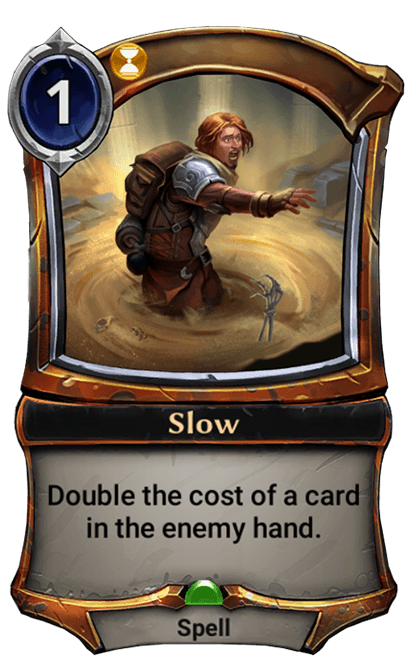 1
Slow
Double the cost of a card
in the enemy hand.
Spell